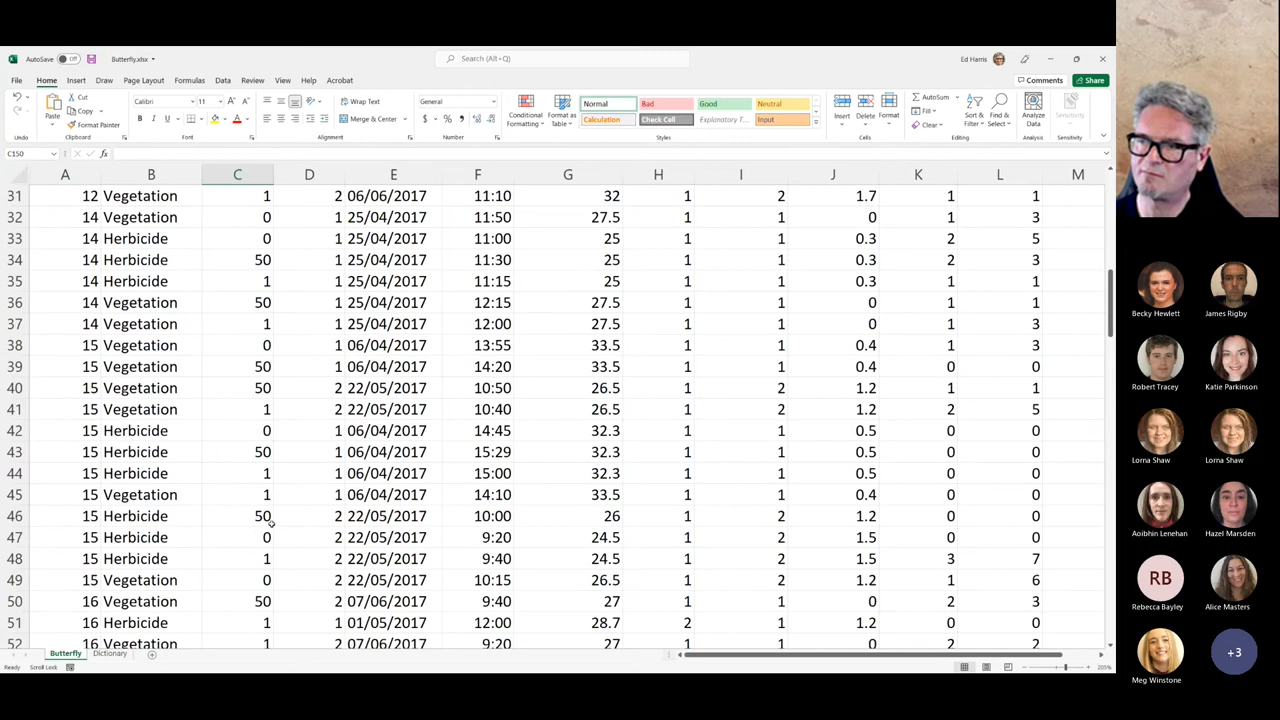 AutoSave Off Butterfly.xlsx Search (Alt+Q) Ed Harris
File Home Insert Draw Page Layout Formulas Data Review View Help Acrobat Comments Share
Cut Calibri 11 Wrap Text General Normal Bad Good Neutral AutoSum
Copy Fill
Paste Format Painter B I U Merge & Center Conditional Formatting Format as Table Calculation Check Cell Explanatory T... Input Insert Delete Format Clear Sort & Filter Find & Select Analyze Data Sensitivity
Undo Clipboard Font Alignment Number Styles Cells Editing Analysis Sensitivity
C150 fx
A B C D E F G H I J K L M
31 12 Vegetation 1 2 06/06/2017 11:10 32 1 2 1.7 1 1
32 14 Vegetation 0 1 25/04/2017 11:50 27.5 1 1 0 1 3
33 14 Herbicide 0 1 25/04/2017 11:00 25 1 1 0.3 2 5
34 14 Herbicide 50 1 25/04/2017 11:30 25 1 1 0.3 2 3
35 14 Herbicide 1 1 25/04/2017 11:15 25 1 1 0.3 1 1
36 14 Vegetation 50 1 25/04/2017 12:15 27.5 1 1 0 1 1
37 14 Vegetation 1 1 25/04/2017 12:00 27.5 1 1 0 1 3
38 15 Vegetation 0 1 06/04/2017 13:55 33.5 1 1 0.4 1 3
39 15 Vegetation 50 1 06/04/2017 14:20 33.5 1 1 0.4 0 0
40 15 Vegetation 50 2 22/05/2017 10:50 26.5 1 2 1.2 1 1
41 15 Vegetation 1 2 22/05/2017 10:40 26.5 1 2 1.2 2 5
42 15 Herbicide 0 1 06/04/2017 14:45 32.3 1 1 0.5 0 0
43 15 Herbicide 50 1 06/04/2017 15:29 32.3 1 1 0.5 0 0
44 15 Herbicide 1 1 06/04/2017 15:00 32.3 1 1 0.5 0 0
45 15 Vegetation 1 1 06/04/2017 14:10 33.5 1 1 0.4 0 0
46 15 Herbicide 50 2 22/05/2017 10:00 26 1 2 1.2 0 0
47 15 Herbicide 0 2 22/05/2017 9:20 24.5 1 2 1.5 0 0
48 15 Herbicide 1 2 22/05/2017 9:40 24.5 1 2 1.5 3 7
49 15 Vegetation 0 2 22/05/2017 10:15 26.5 1 2 1.2 1 6
50 16 Vegetation 50 2 07/06/2017 9:40 27 1 1 0 2 3
51 16 Herbicide 1 1 01/05/2017 12:00 28.7 2 1 1.2 0 0
52 16 Vegetation 1 2 07/06/2017 9:20 27 1 1 0 2 2
Butterfly Dictionary
Ready Scroll Lock 205%
Becky Hewlett James Rigby
Robert Tracey Katie Parkinson
Lorna Shaw Lorna Shaw
Aoibhin Lenehan Hazel Marsden
RB
Rebecca Bayley Alice Masters
+3
Meg Winstone